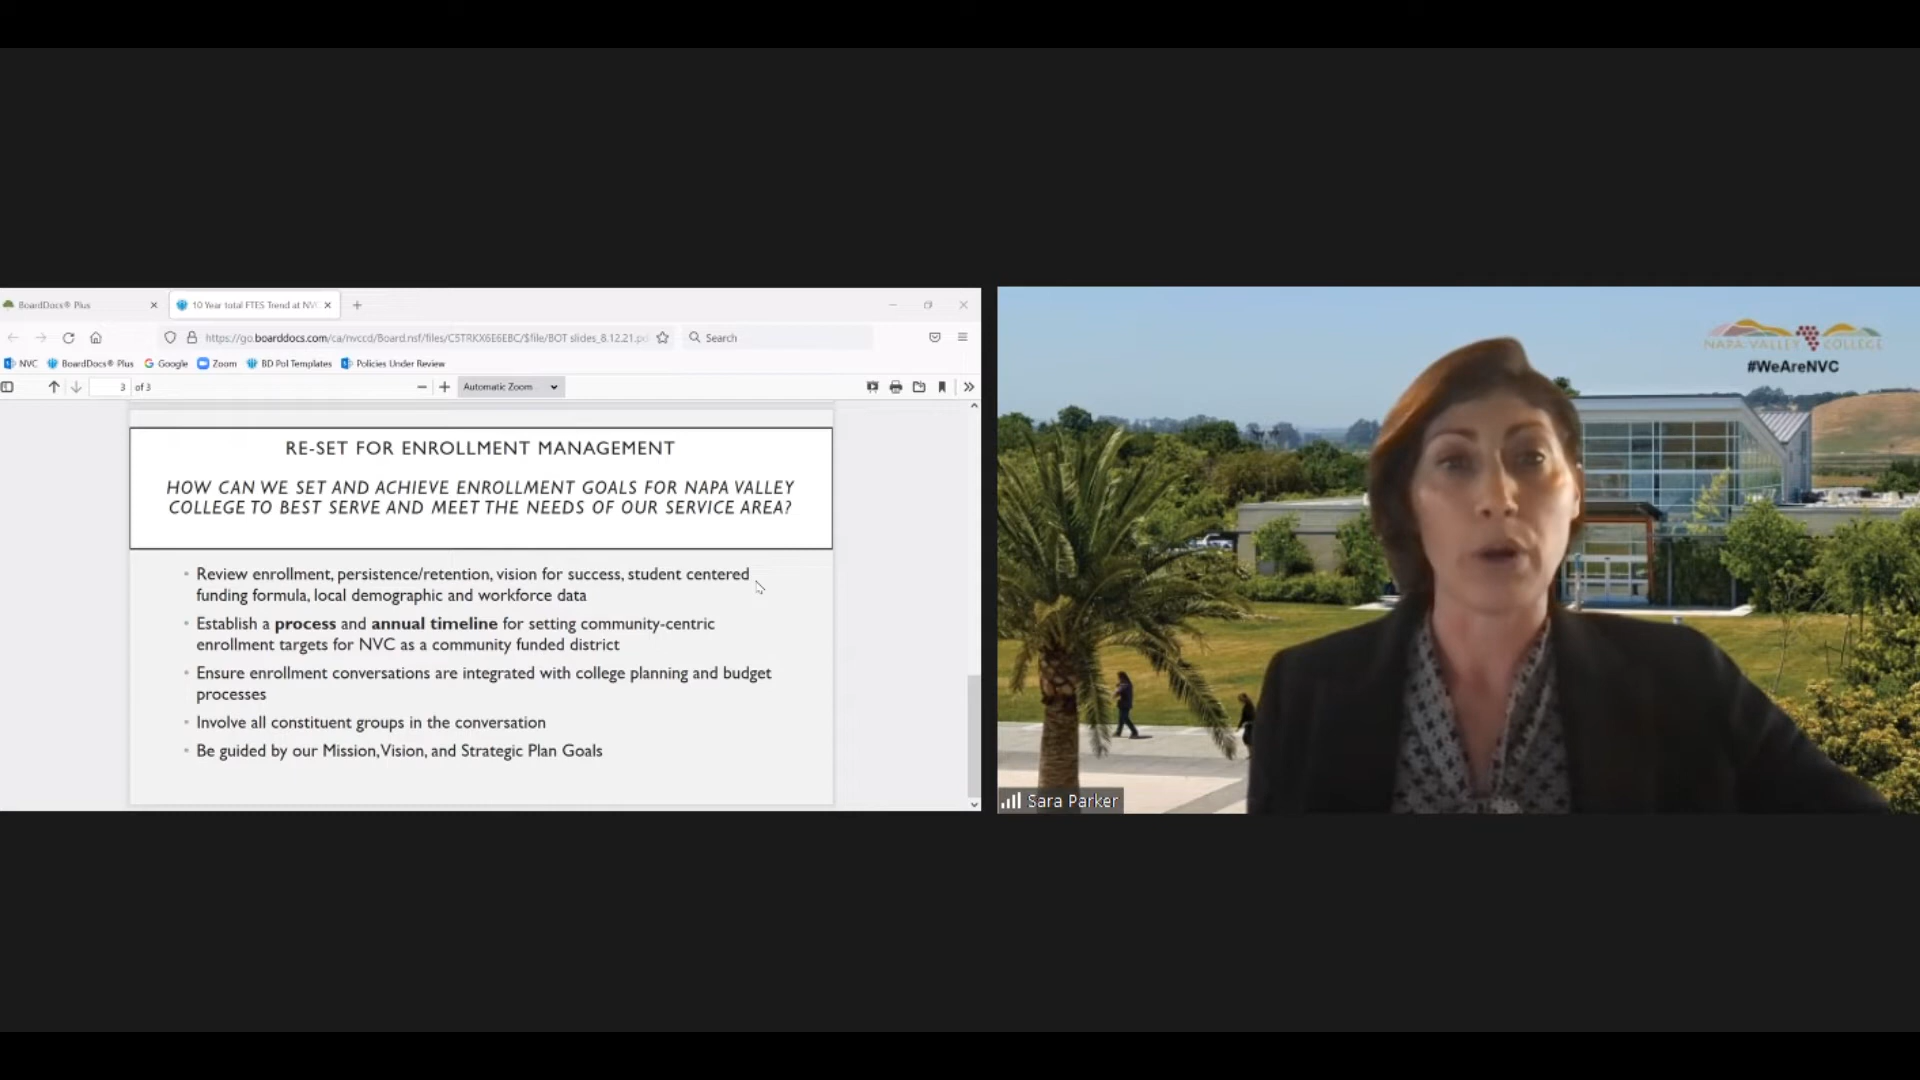 BoardDocs® Plus
10 Year total FTES Trend at NVC
https://go.boarddocs.com/ca/nvccd/Board.nsf/files/C5TRKX6E6EBC/$file/BOT slides_8.12.21.pd
Search
NVC
BoardDocs® Plus
Google
Zoom
BD Pol Templates
Policies Under Review
3 of 3
Automatic Zoom
RE-SET FOR ENROLLMENT MANAGEMENT
HOW CAN WE SET AND ACHIEVE ENROLLMENT GOALS FOR NAPA VALLEY
COLLEGE TO BEST SERVE AND MEET THE NEEDS OF OUR SERVICE AREA?
Review enrollment, persistence/retention, vision for success, student centered
funding formula, local demographic and workforce data
Establish a process and annual timeline for setting community-centric
enrollment targets for NVC as a community funded district
Ensure enrollment conversations are integrated with college planning and budget
processes
Involve all constituent groups in the conversation
Be guided by our Mission, Vision, and Strategic Plan Goals
NAPA VALLEY COLLEGE
#WeAreNVC
Sara Parker